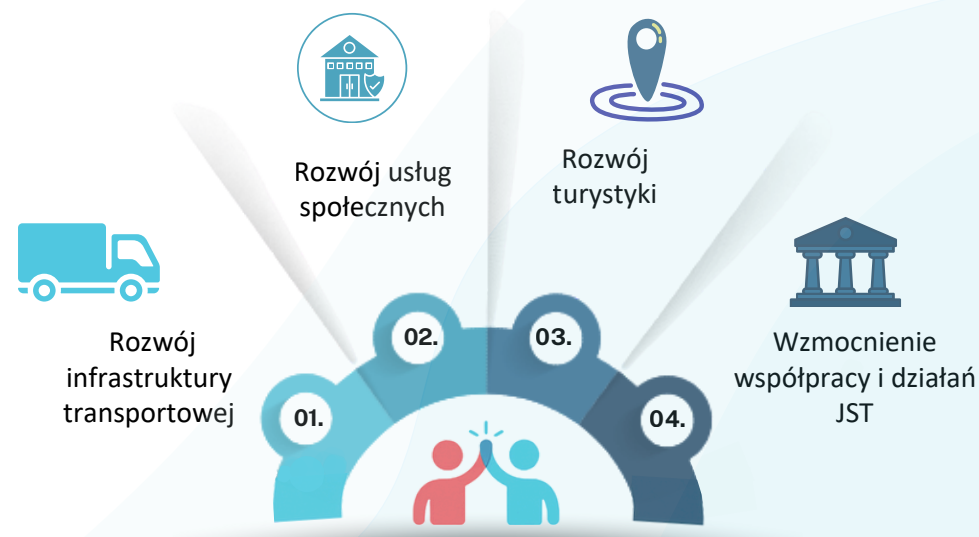 01.
Rozwój
infrastruktury
transportowej
02.
Rozwój usług
społecznych
03.
Rozwój
turystyki
04.
Wzmocnienie
współpracy i działań
JST